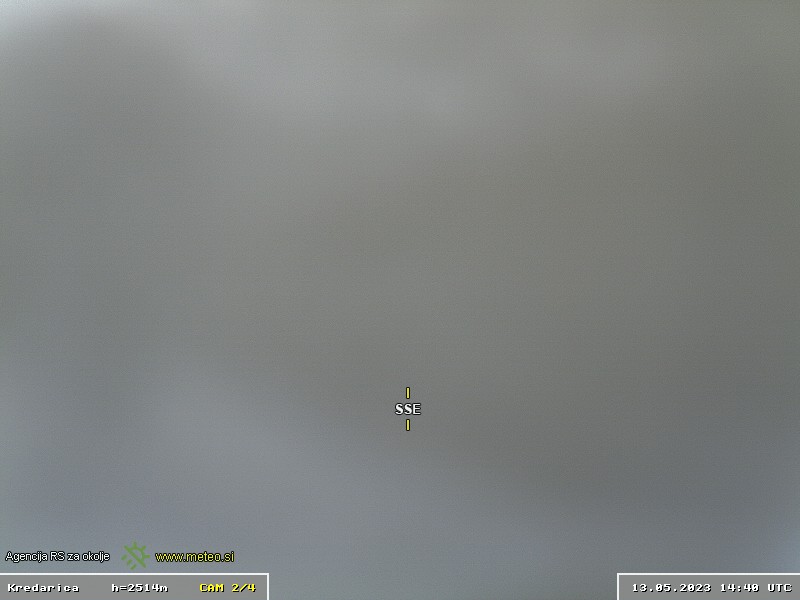 SSE
Agencija RS za okolje www.meteo.si
Kredarica h=2514m CAM 2/4 13.05.2023 14:40 UTC